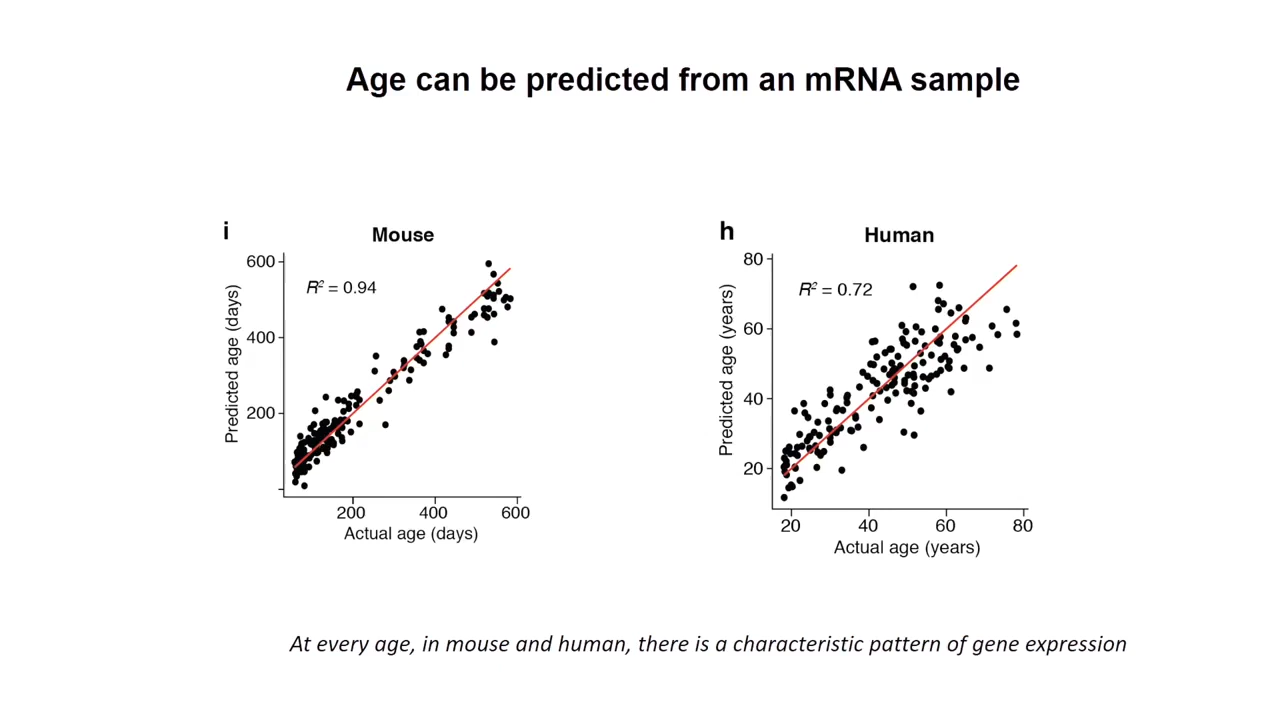 Age can be predicted from an mRNA sample
i
Mouse
R² = 0.94
600
400
200
Predicted age (days)
200 400 600
Actual age (days)
h
Human
R² = 0.72
80
60
40
20
Predicted age (years)
20 40 60 80
Actual age (years)
At every age, in mouse and human, there is a characteristic pattern of gene expression